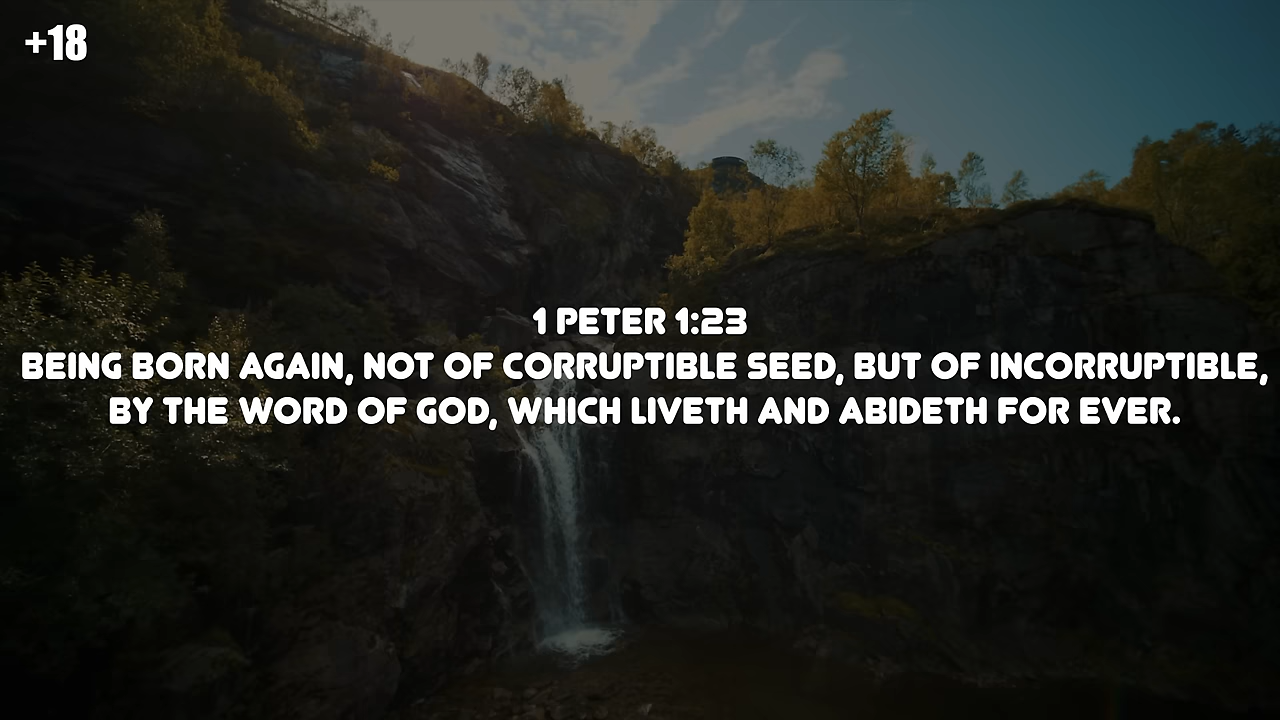 +18
1 PETER 1:23
BEING BORN AGAIN, NOT OF CORRUPTIBLE SEED, BUT OF INCORRUPTIBLE,
BY THE WORD OF GOD, WHICH LIVETH AND ABIDETH FOR EVER.